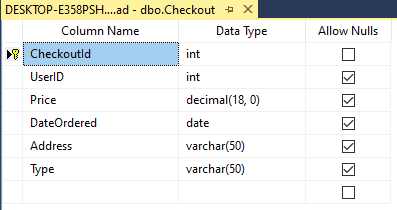 DESKTOP-E358PSH....ad - dbo.Checkout
Column Name Data Type Allow Nulls
CheckoutId int
UserID int
Price decimal(18, 0)
DateOrdered date
Address varchar(50)
Type varchar(50)